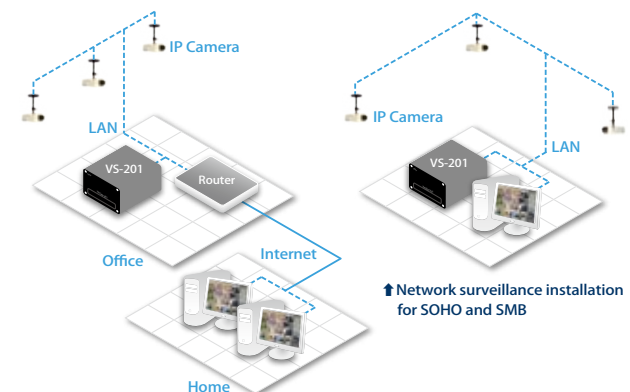 IP Camera
LAN
VS-201
Router
Office
Internet
Home
IP Camera
LAN
VS-201
Network surveillance installation
for SOHO and SMB